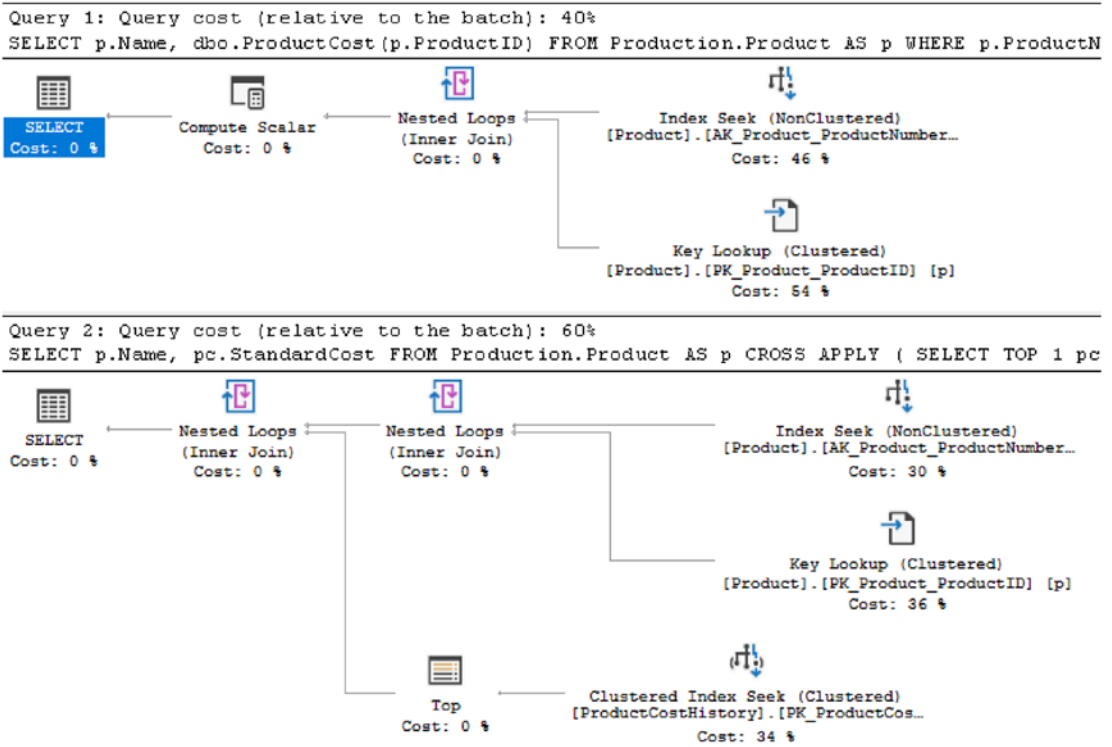 Query 1: Query cost (relative to the batch): 40%
SELECT p.Name, dbo.ProductCost(p.ProductID) FROM Production.Product AS p WHERE p.ProductN
SELECT
Cost: 0 %
Compute Scalar
Cost: 0 %
Nested Loops
(Inner Join)
Cost: 0 %
Index Seek (NonClustered)
[Product].[AK_Product_ProductNumber…
Cost: 46 %
Key Lookup (Clustered)
[Product].[PK_Product_ProductID] [p]
Cost: 54 %
Query 2: Query cost (relative to the batch): 60%
SELECT p.Name, pc.StandardCost FROM Production.Product AS p CROSS APPLY ( SELECT TOP 1 pc
SELECT
Cost: 0 %
Nested Loops
(Inner Join)
Cost: 0 %
Nested Loops
(Inner Join)
Cost: 0 %
Index Seek (NonClustered)
[Product].[AK_Product_ProductNumber…
Cost: 30 %
Key Lookup (Clustered)
[Product].[PK_Product_ProductID] [p]
Cost: 36 %
Top
Cost: 0 %
Clustered Index Seek (Clustered)
[ProductCostHistory].[PK_ProductCos…
Cost: 34 %